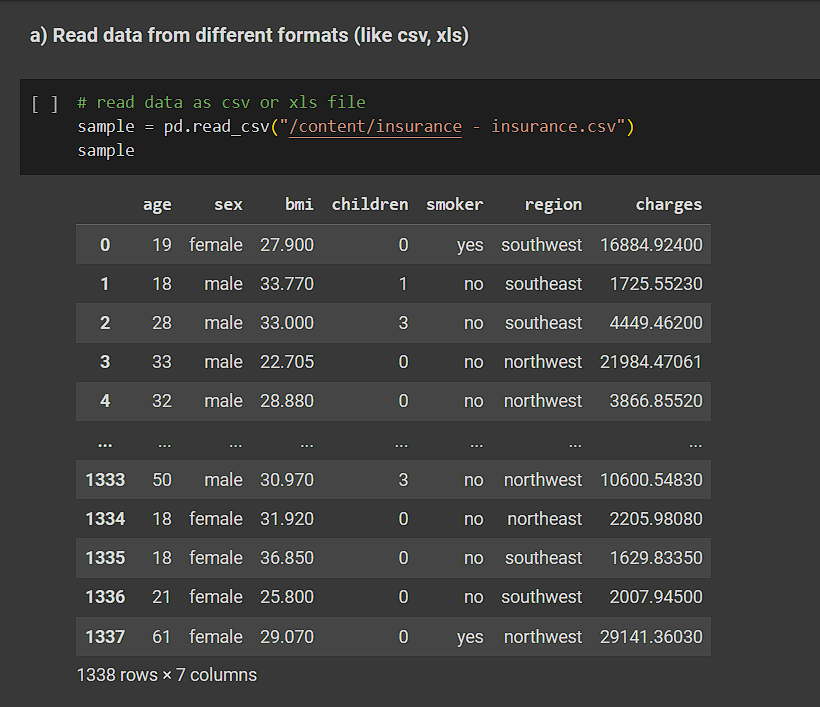 a) Read data from different formats (like csv, xls)
[ ] # read data as csv or xls file
sample = pd.read_csv("/content/insurance - insurance.csv")
sample
age sex bmi children smoker region charges
0 19 female 27.900 0 yes southwest 16884.92400
1 18 male 33.770 1 no southeast 1725.55230
2 28 male 33.000 3 no southeast 4449.46200
3 33 male 22.705 0 no northwest 21984.47061
4 32 male 28.880 0 no northwest 3866.85520
... ... ... ... ... ... ... ...
1333 50 male 30.970 3 no northwest 10600.54830
1334 18 female 31.920 0 no northeast 2205.98080
1335 18 female 36.850 0 no southeast 1629.83350
1336 21 female 25.800 0 no southwest 2007.94500
1337 61 female 29.070 0 yes northwest 29141.36030
1338 rows × 7 columns